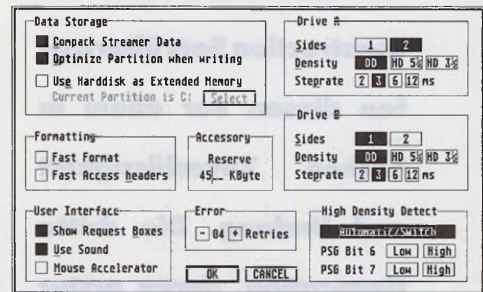 Data Storage
Compack Streamer Data
Optimize Partition when writing
Use Harddisk as Extended Memory
Current Partition is C: Select
Formatting
Fast Format
Fast Access headers
Accessory
Reserve
45__ KByte
User Interface
Show Request Boxes
Use Sound
Mouse Accelerator
Error
- 04 + Retries
OK CANCEL
Drive A
Sides 1 2
Density DD HD 5¼ HD 3½
Steprate 2 3 6 12 ms
Drive B
Sides 1 2
Density DD HD 5¼ HD 3½
Steprate 2 3 6 12 ms
High Density Detect
Automatic/Switch
PSG Bit 6 Low High
PSG Bit 7 Low High